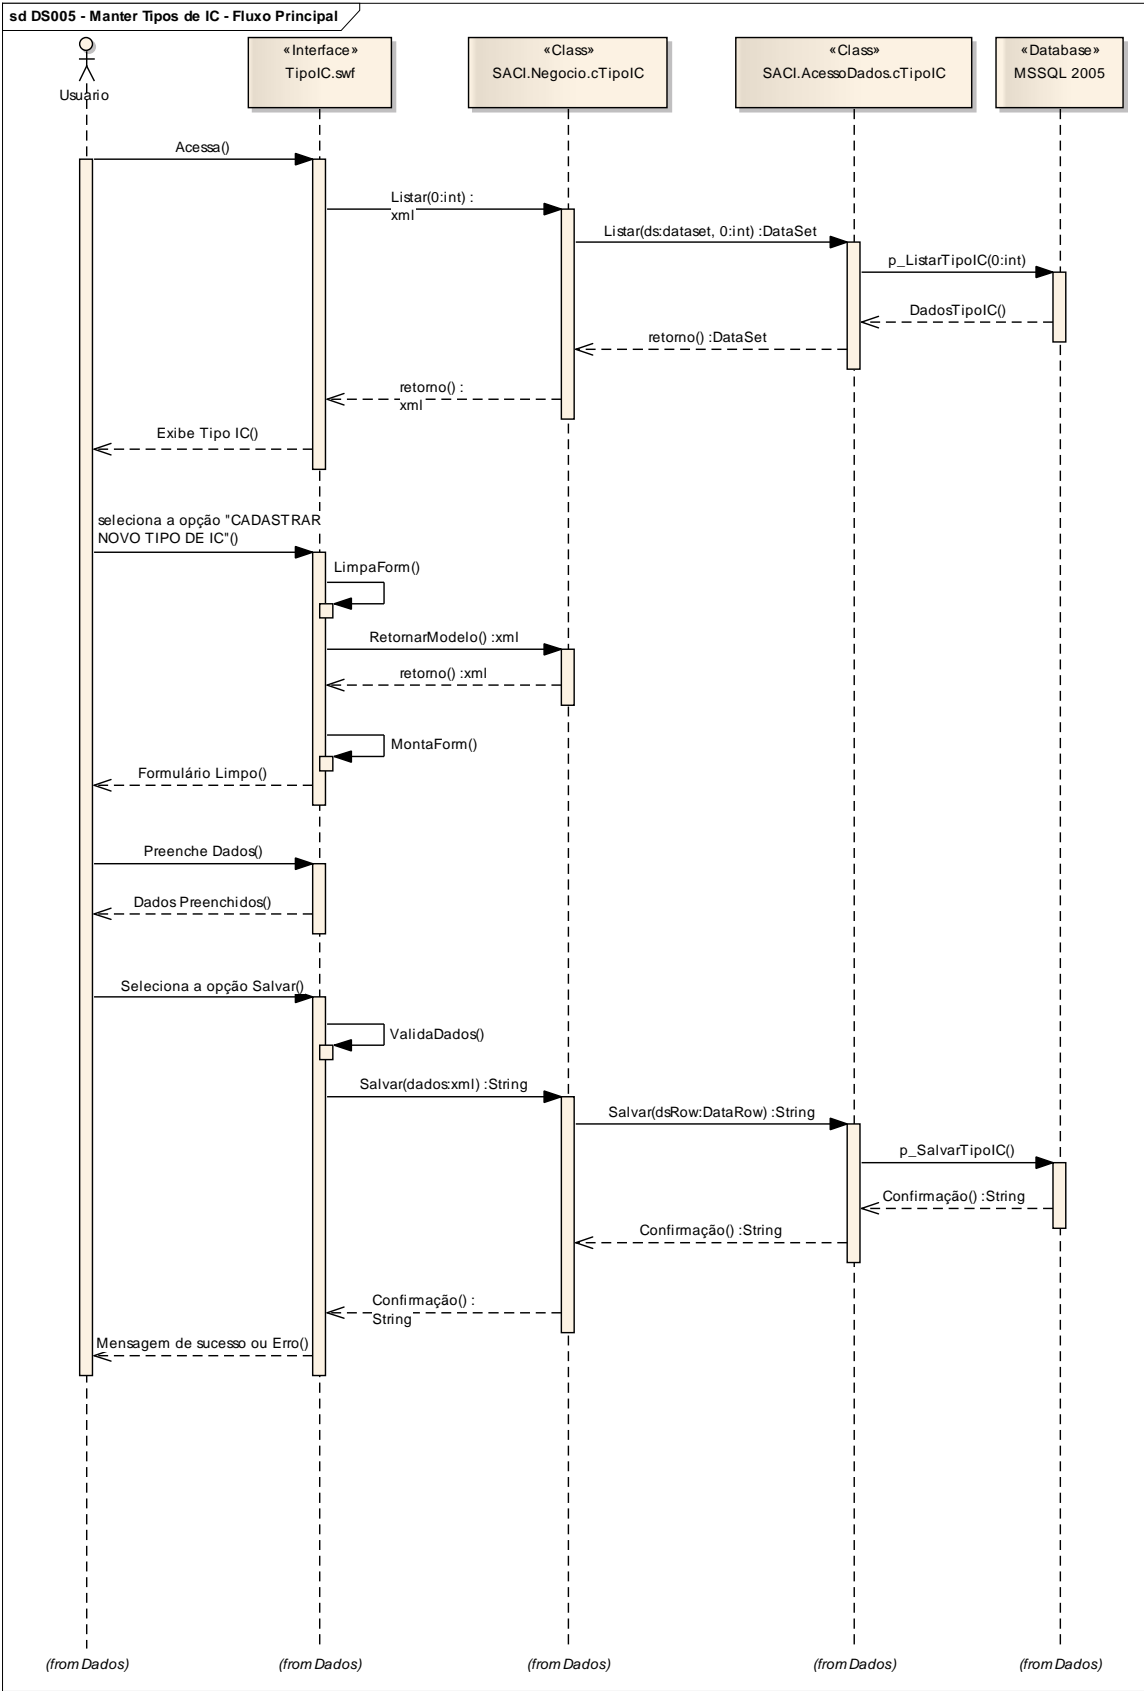 sd DS005 - Manter Tipos de IC - Fluxo Principal
Usuário
«Interface»
TipoIC.swf
«Class»
SACI.Negocio.cTipoIC
«Class»
SACI.AcessoDados.cTipoIC
«Database»
MSSQL 2005
Acessa()
Listar(0:int) :
xml
Listar(ds:dataset, 0:int) :DataSet
p_ListarTipoIC(0:int)
DadosTipoIC()
retorno() :DataSet
retorno() :
xml
Exibe Tipo IC()
seleciona a opção "CADASTRAR
NOVO TIPO DE IC"()
LimpaForm()
RetornarModelo() :xml
retorno() :xml
MontaForm()
Formulário Limpo()
Preenche Dados()
Dados Preenchidos()
Seleciona a opção Salvar()
ValidaDados()
Salvar(dados:xml) :String
Salvar(dsRow:DataRow) :String
p_SalvarTipoIC()
Confirmação() :String
Confirmação() :String
Confirmação() :
String
Mensagem de sucesso ou Erro()
(from Dados)
(from Dados)
(from Dados)
(from Dados)
(from Dados)